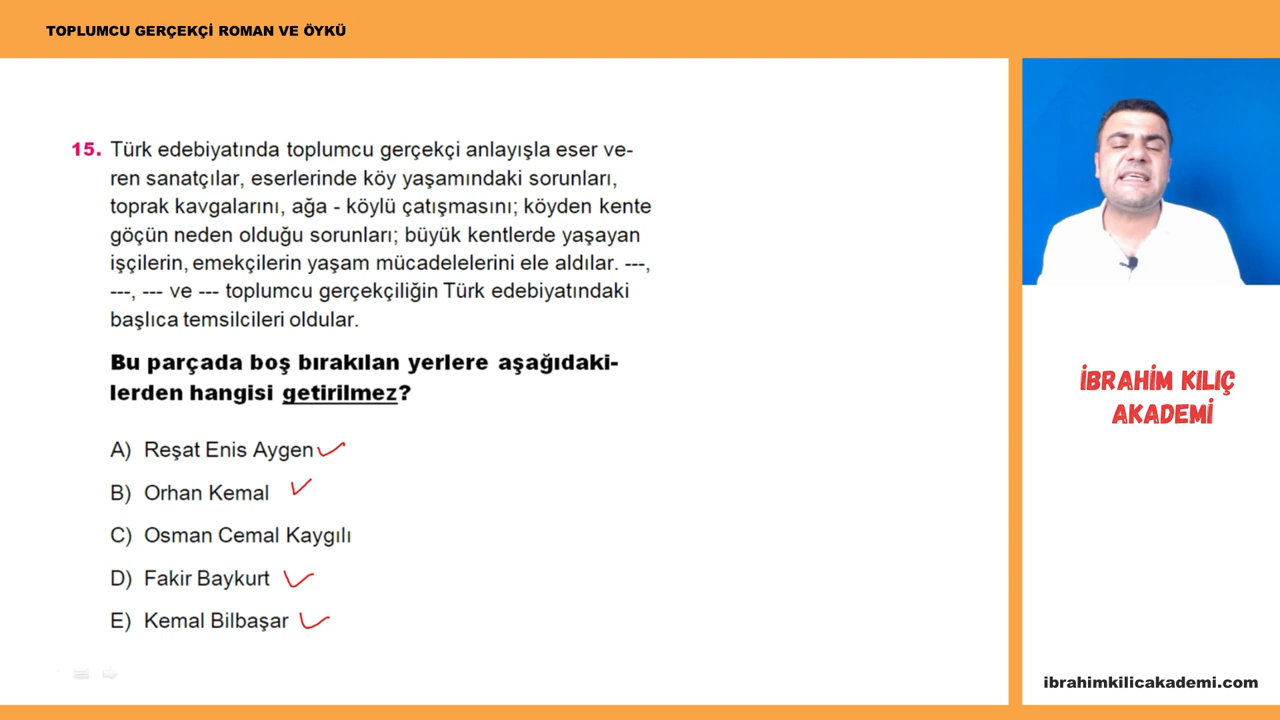 TOPLUMCU GERÇEKÇİ ROMAN VE ÖYKÜ
15. Türk edebiyatında toplumcu gerçekçi anlayışla eser ve-
ren sanatçılar, eserlerinde köy yaşamındaki sorunları,
toprak kavgalarını, ağa - köylü çatışmasını; köyden kente
göçün neden olduğu sorunları; büyük kentlerde yaşayan
işçilerin, emekçilerin yaşam mücadelelerini ele aldılar. ---,
---, --- ve --- toplumcu gerçekçiliğin Türk edebiyatındaki
başlıca temsilcileri oldular.
Bu parçada boş bırakılan yerlere aşağıdaki-
lerden hangisi getirilmez?
A) Reşat Enis Aygen
B) Orhan Kemal
C) Osman Cemal Kaygılı
D) Fakir Baykurt
E) Kemal Bilbaşar
İBRAHİM KILIÇ
AKADEMİ
ibrahimkilicakademi.com